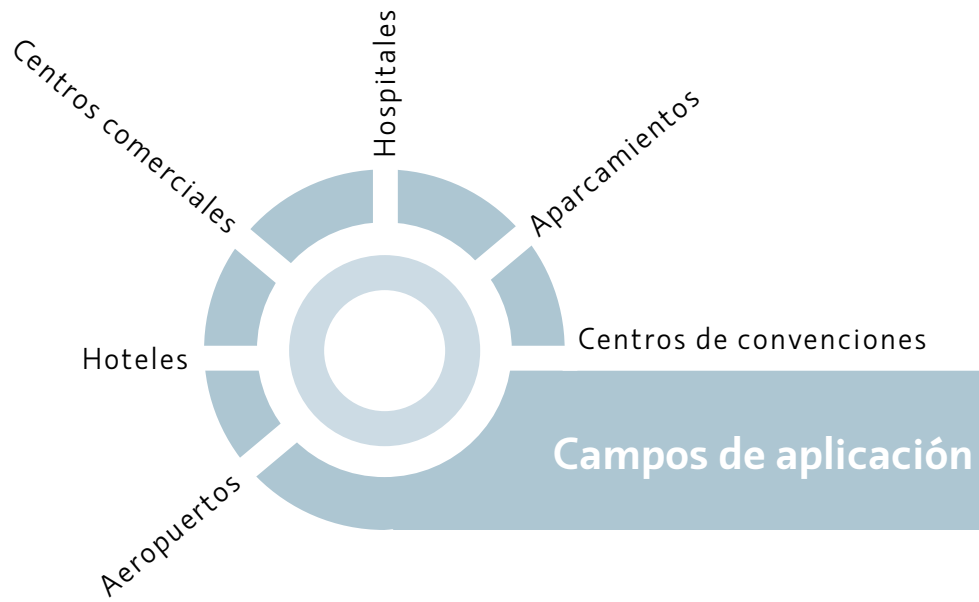 Hospitales
Centros comerciales
Aparcamientos
Centros de convenciones
Hoteles
Campos de aplicación
Aeropuertos